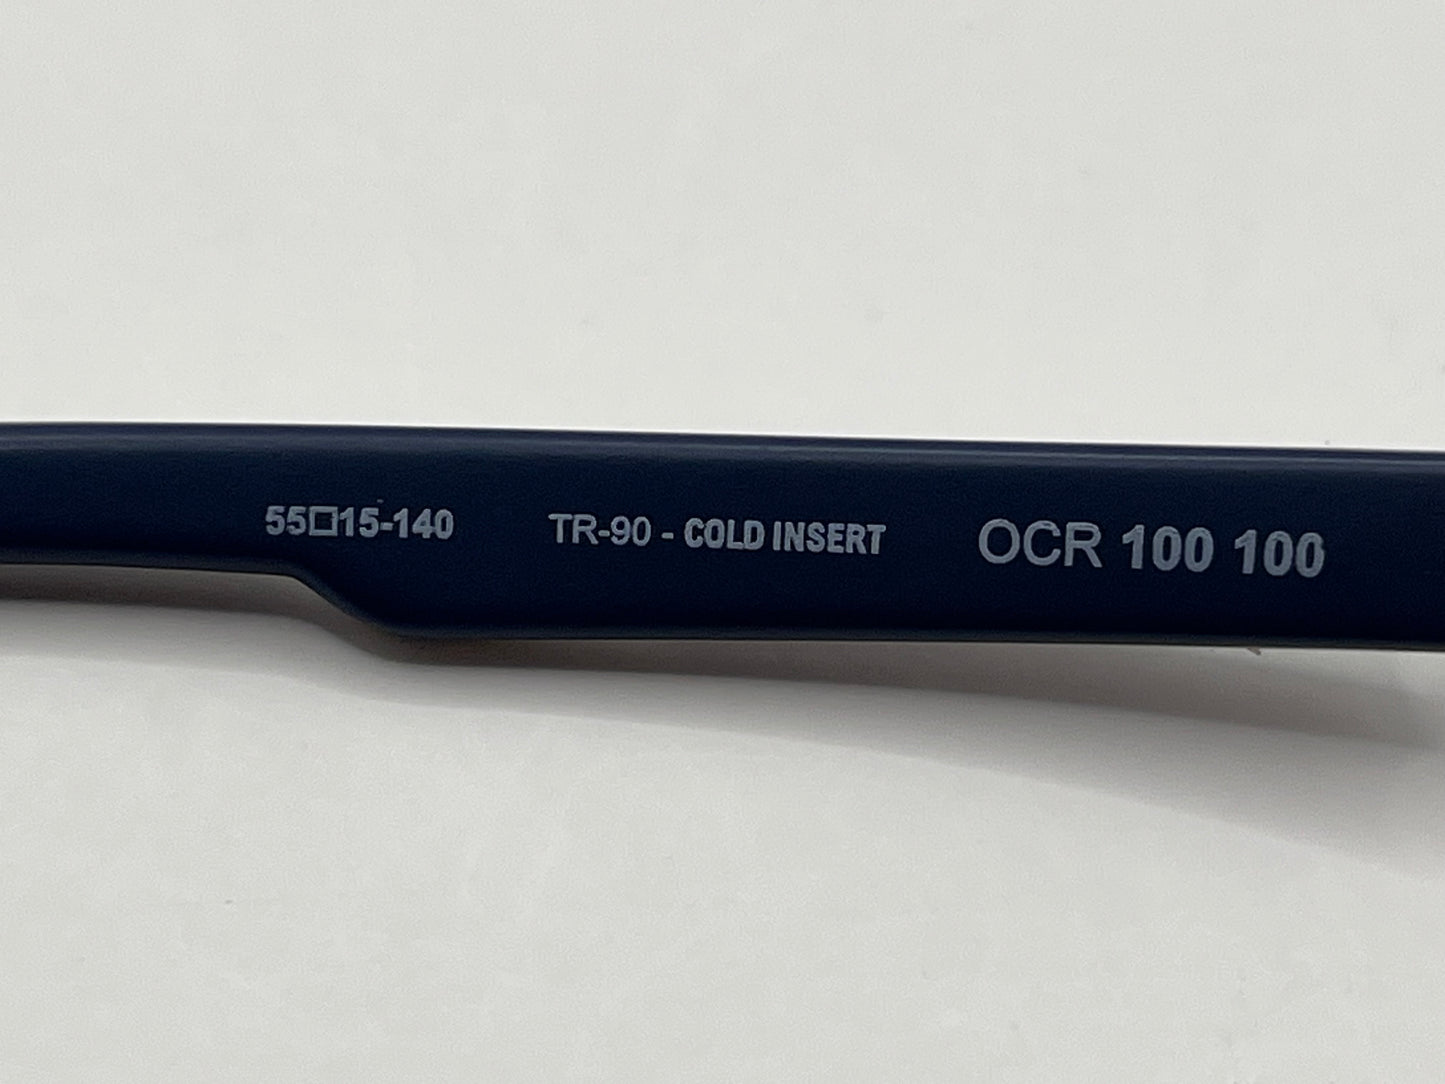 55□15-140 TR-90 - COLD INSERT OCR 100 100